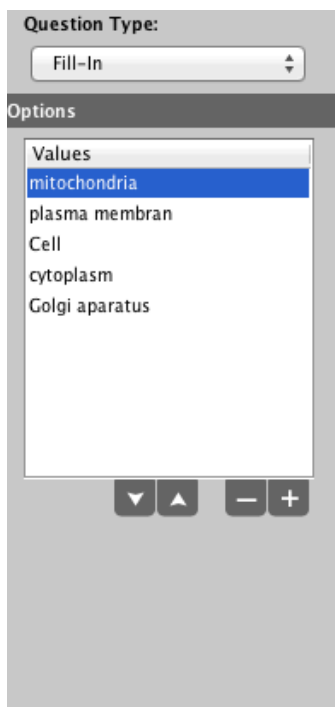 Question Type:
Fill-In
Options
Values
mitochondria
plasma membran
Cell
cytoplasm
Golgi aparatus